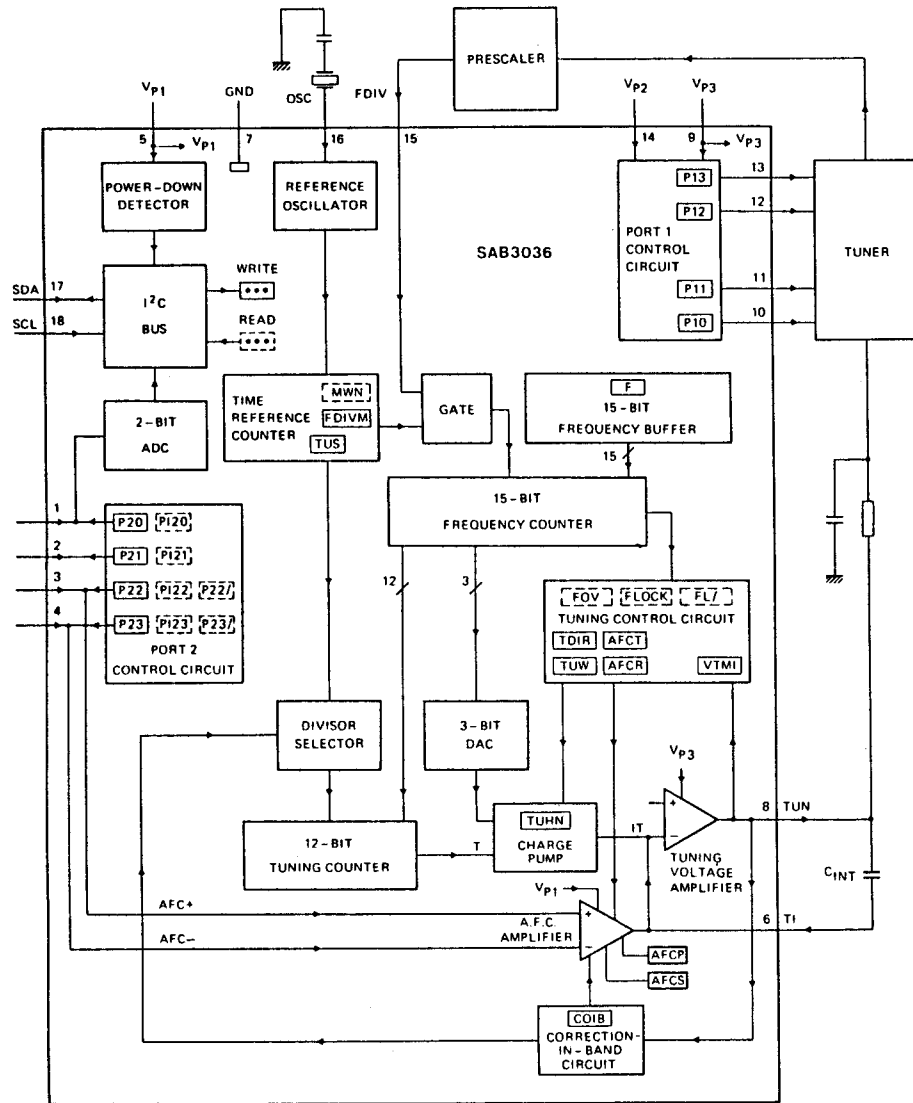 PRESCALER
VP1
GND
OSC
FDIV
VP2
VP3
5
VP1
7
16
15
14
9
VP3
POWER-DOWN
DETECTOR
REFERENCE
OSCILLATOR
SAB3036
P13
P12
PORT 1
CONTROL
CIRCUIT
P11
P10
13
12
11
10
TUNER
SDA
17
SCL
18
I²C
BUS
WRITE
READ
2-BIT
ADC
TIME
REFERENCE
COUNTER
MWN
FDIVM
TUS
GATE
F
15-BIT
FREQUENCY BUFFER
15
15-BIT
FREQUENCY COUNTER
1
2
3
4
P20 PI20
P21 PI21
P22 PI22 P22/
P23 PI23 P23/
PORT 2
CONTROL CIRCUIT
12
3
FOV FLOCK FL/
TUNING CONTROL CIRCUIT
TDIR AFCT
TUW AFCR VTMI
DIVISOR
SELECTOR
3-BIT
DAC
VP3
12-BIT
TUNING COUNTER
T
TUHN
CHARGE
PUMP
IT
+
−
8
TUN
TUNING
VOLTAGE
AMPLIFIER
CINT
VP1
AFC+
AFC−
+
−
A.F.C.
AMPLIFIER
6
TI
AFCP
AFCS
COIB
CORRECTION-
IN-BAND
CIRCUIT